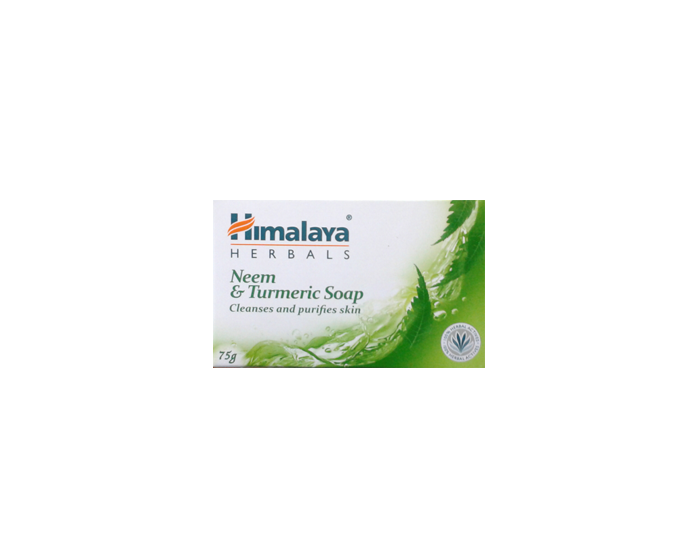 Himalaya®
HERBALS
Neem
& Turmeric Soap
Cleanses and purifies skin
75g